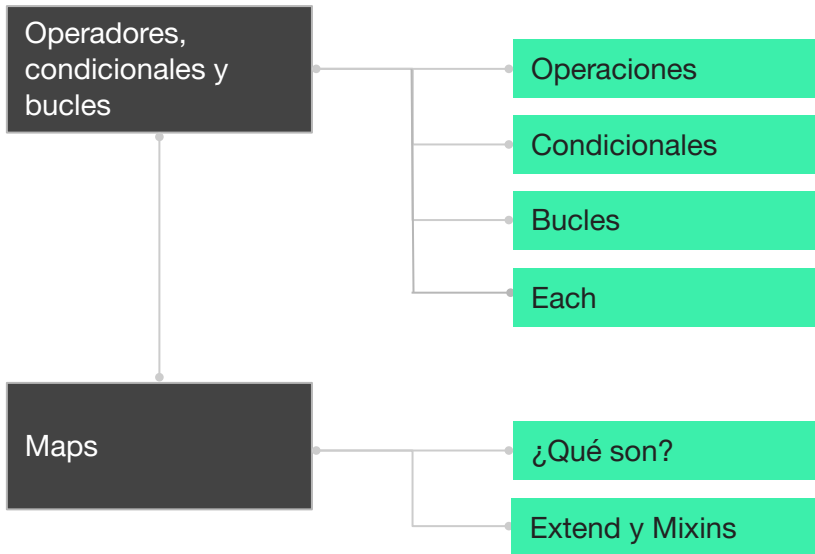 Operadores,
condicionales y
bucles
Operaciones
Condicionales
Bucles
Each
Maps
¿Qué son?
Extend y Mixins